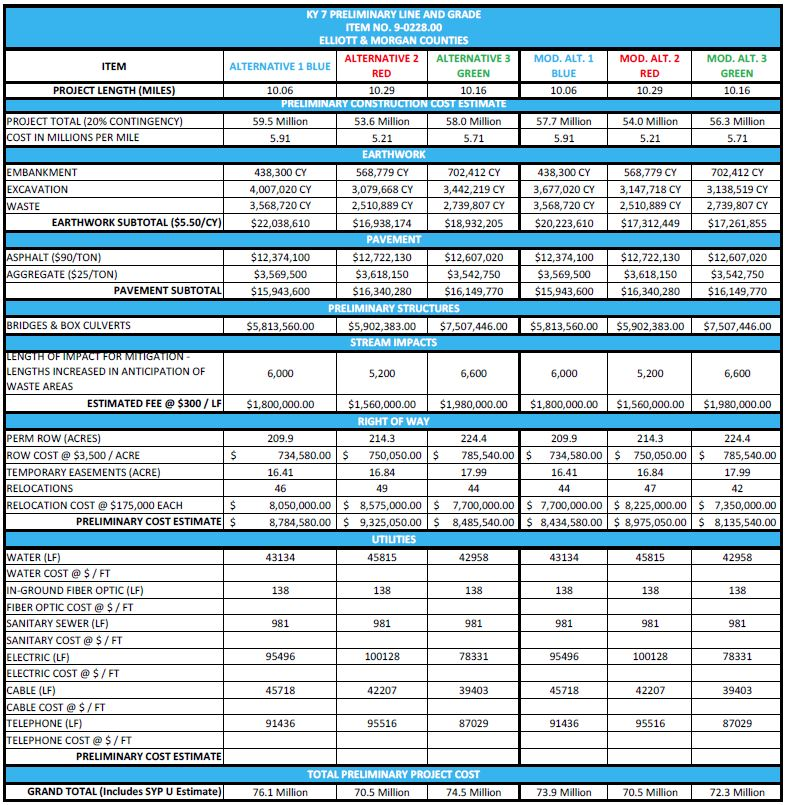 KY 7 PRELIMINARY LINE AND GRADE
ITEM NO. 9-0228.00
ELLIOTT & MORGAN COUNTIES
ITEM ALTERNATIVE 1 BLUE ALTERNATIVE 2 RED ALTERNATIVE 3 GREEN MOD. ALT. 1 BLUE MOD. ALT. 2 RED MOD. ALT. 3 GREEN
PROJECT LENGTH (MILES) 10.06 10.29 10.16 10.06 10.29 10.16
PRELIMINARY CONSTRUCTION COST ESTIMATE
PROJECT TOTAL (20% CONTINGENCY) 59.5 Million 53.6 Million 58.0 Million 57.7 Million 54.0 Million 56.3 Million
COST IN MILLIONS PER MILE 5.91 5.21 5.71 5.91 5.21 5.71
EARTHWORK
EMBANKMENT 438,300 CY 568,779 CY 702,412 CY 438,300 CY 568,779 CY 702,412 CY
EXCAVATION 4,007,020 CY 3,079,668 CY 3,442,219 CY 3,677,020 CY 3,147,718 CY 3,138,519 CY
WASTE 3,568,720 CY 2,510,889 CY 2,739,807 CY 3,568,720 CY 2,510,889 CY 2,739,807 CY
EARTHWORK SUBTOTAL ($5.50/CY) $22,038,610 $16,938,174 $18,932,205 $20,223,610 $17,312,449 $17,261,855
PAVEMENT
ASPHALT ($90/TON) $12,374,100 $12,722,130 $12,607,020 $12,374,100 $12,722,130 $12,607,020
AGGREGATE ($25/TON) $3,569,500 $3,618,150 $3,542,750 $3,569,500 $3,618,150 $3,542,750
PAVEMENT SUBTOTAL $15,943,600 $16,340,280 $16,149,770 $15,943,600 $16,340,280 $16,149,770
PRELIMINARY STRUCTURES
BRIDGES & BOX CULVERTS $5,813,560.00 $5,902,383.00 $7,507,446.00 $5,813,560.00 $5,902,383.00 $7,507,446.00
STREAM IMPACTS
LENGTH OF IMPACT FOR MITIGATION -
LENGTHS INCREASED IN ANTICIPATION OF 6,000 5,200 6,600 6,000 5,200 6,600
WASTE AREAS
ESTIMATED FEE @ $300 / LF $1,800,000.00 $1,560,000.00 $1,980,000.00 $1,800,000.00 $1,560,000.00 $1,980,000.00
RIGHT OF WAY
PERM ROW (ACRES) 209.9 214.3 224.4 209.9 214.3 224.4
ROW COST @ $3,500 / ACRE $ 734,580.00 $ 750,050.00 $ 785,540.00 $ 734,580.00 $ 750,050.00 $ 785,540.00
TEMPORARY EASEMENTS (ACRE) 16.41 16.84 17.99 16.41 16.84 17.99
RELOCATIONS 46 49 44 44 47 42
RELOCATION COST @ $175,000 EACH $ 8,050,000.00 $ 8,575,000.00 $ 7,700,000.00 $ 7,700,000.00 $ 8,225,000.00 $ 7,350,000.00
PRELIMINARY COST ESTIMATE $ 8,784,580.00 $ 9,325,050.00 $ 8,485,540.00 $ 8,434,580.00 $ 8,975,050.00 $ 8,135,540.00
UTILITIES
WATER (LF) 43134 45815 42958 43134 45815 42958
WATER COST @ $ / FT
IN-GROUND FIBER OPTIC (LF) 138 138 138 138 138 138
FIBER OPTIC COST @ $ / FT
SANITARY SEWER (LF) 981 981 981 981 981 981
SANITARY COST @ $ / FT
ELECTRIC (LF) 95496 100128 78331 95496 100128 78331
ELECTRIC COST @ $ / FT
CABLE (LF) 45718 42207 39403 45718 42207 39403
CABLE COST @ $ / FT
TELEPHONE (LF) 91436 95516 87029 91436 95516 87029
TELEPHONE COST @ $ / FT
PRELIMINARY COST ESTIMATE
TOTAL PRELIMINARY PROJECT COST
GRAND TOTAL (Includes SYP U Estimate) 76.1 Million 70.5 Million 74.5 Million 73.9 Million 70.5 Million 72.3 Million